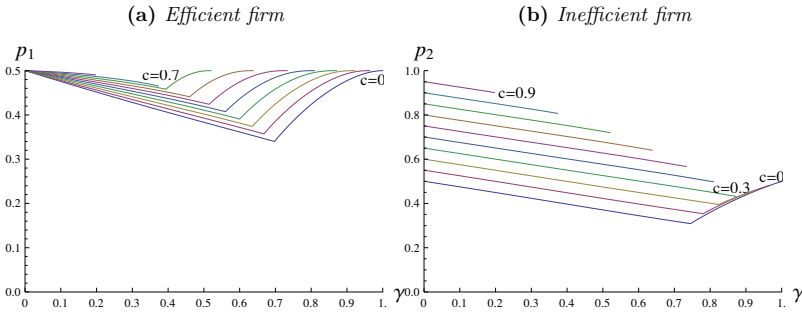 (a) Efficient firm
(b) Inefficient firm
p1
0.5
0.4
0.3
0.2
0.1
0.0
c=0.7
c=0
0 0.1 0.2 0.3 0.4 0.5 0.6 0.7 0.8 0.9 1. γ
p2
1.0
0.8
0.6
0.4
0.2
0.0
c=0.9
c=0
c=0.3
0 0.1 0.2 0.3 0.4 0.5 0.6 0.7 0.8 0.9 1. γ